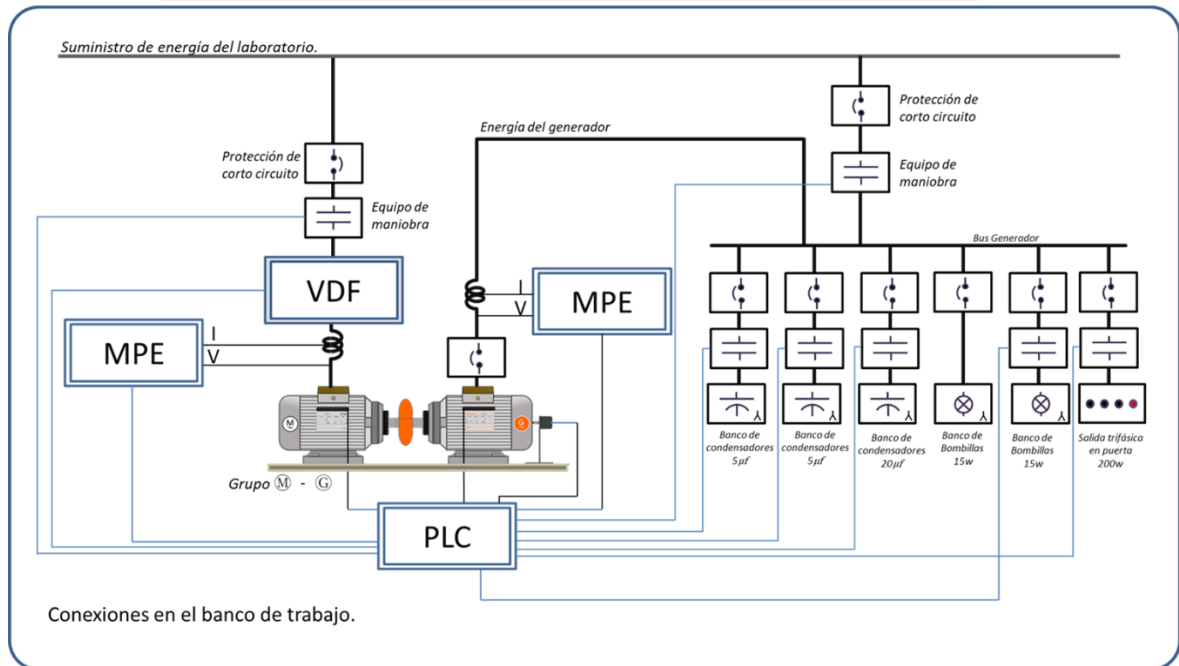 Suministro de energía del laboratorio.
Protección de
corto circuito
Energía del generador
Protección de
corto circuito
Equipo de
maniobra
Equipo de
maniobra
Bus Generador
VDF
I
V
MPE
MPE
I
V
M
G
Banco de
condensadores
5μf
Banco de
condensadores
5μf
Banco de
condensadores
20μf
Banco de
Bombillas
15w
Banco de
Bombillas
15w
Salida trifásica
en puerta
200w
Grupo Ⓜ - Ⓖ
PLC
Conexiones en el banco de trabajo.